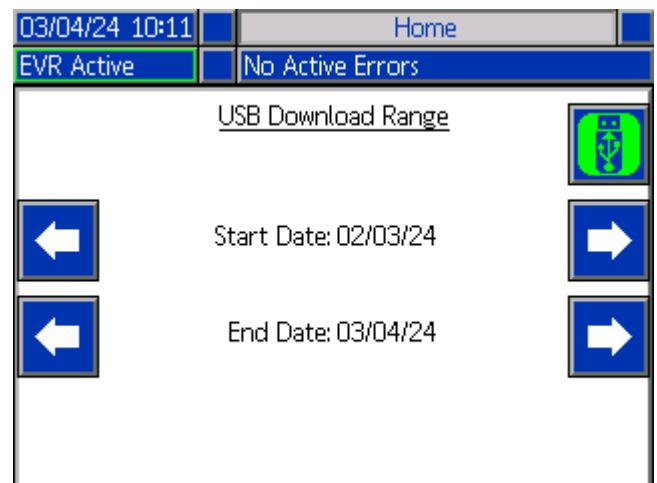 03/04/24 10:11 Home
EVR Active No Active Errors
USB Download Range
Start Date: 02/03/24
End Date: 03/04/24